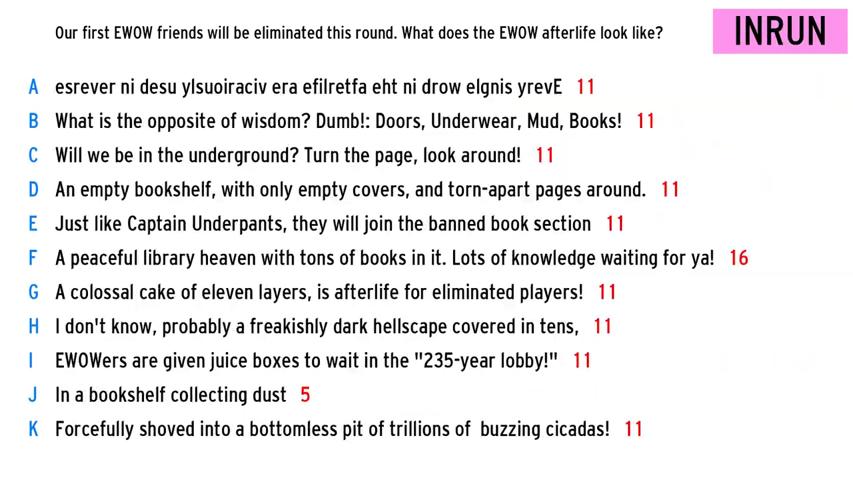 Our first EWOW friends will be eliminated this round. What does the EWOW afterlife look like?
INRUN
A esrever ni desu ylsuoiraciv era efilretfa eht ni drow elgnis yrevE 11
B What is the opposite of wisdom? Dumb!: Doors, Underwear, Mud, Books! 11
C Will we be in the underground? Turn the page, look around! 11
D An empty bookshelf, with only empty covers, and torn-apart pages around. 11
E Just like Captain Underpants, they will join the banned book section 11
F A peaceful library heaven with tons of books in it. Lots of knowledge waiting for ya! 16
G A colossal cake of eleven layers, is afterlife for eliminated players! 11
H I don't know, probably a freakishly dark hellscape covered in tens, 11
I EWOWers are given juice boxes to wait in the "235-year lobby!" 11
J In a bookshelf collecting dust 5
K Forcefully shoved into a bottomless pit of trillions of buzzing cicadas! 11